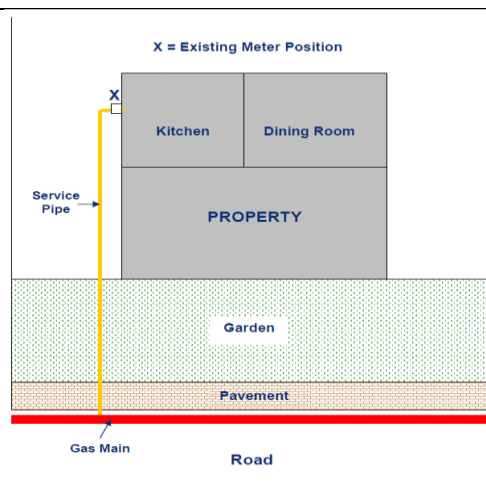 X = Existing Meter Position
X
Kitchen
Dining Room
Service
Pipe
PROPERTY
Garden
Pavement
Gas Main
Road